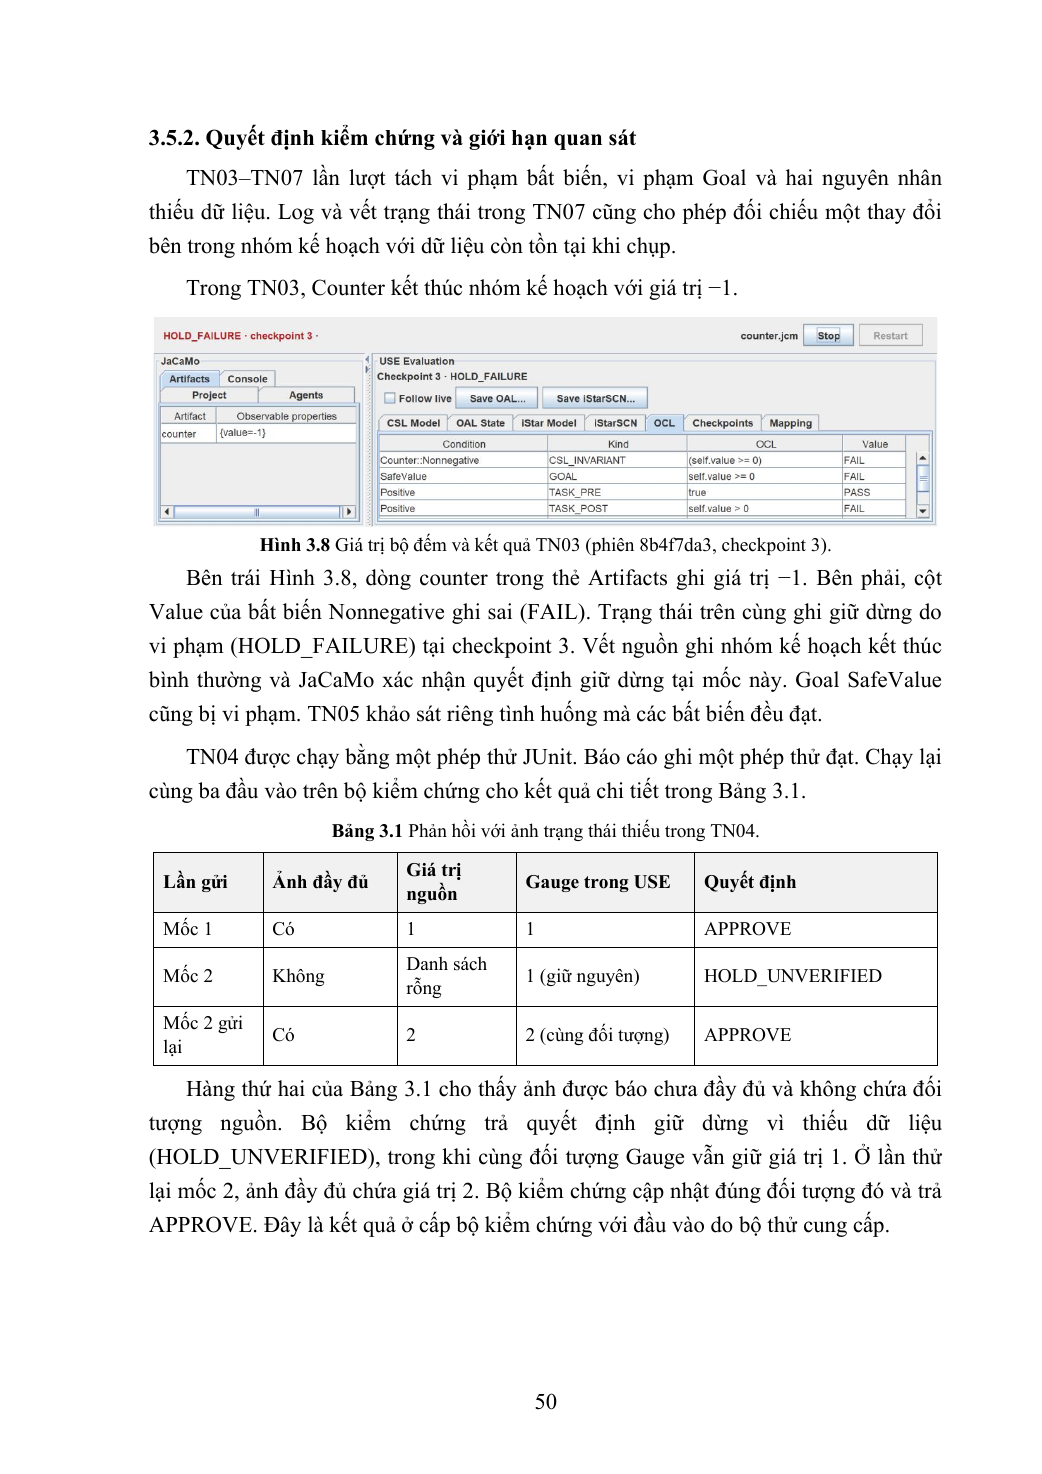 3.5.2. Quyết định kiểm chứng và giới hạn quan sát
TN03–TN07 lần lượt tách vi phạm bất biến, vi phạm Goal và hai nguyên nhân
thiếu dữ liệu. Log và vết trạng thái trong TN07 cũng cho phép đối chiếu một thay đổi
bên trong nhóm kế hoạch với dữ liệu còn tồn tại khi chụp.
Trong TN03, Counter kết thúc nhóm kế hoạch với giá trị −1.
HOLD_FAILURE · checkpoint 3 ·
counter.jcm Stop Restart
JaCaMo
Artifacts Console
Project Agents
Artifact Observable properties
counter {value=-1}
USE Evaluation
Checkpoint 3 · HOLD_FAILURE
Follow live Save OAL... Save iStarSCN...
CSL Model OAL State iStar Model iStarSCN OCL Checkpoints Mapping
Condition Kind OCL Value
Counter::Nonnegative CSL_INVARIANT (self.value >= 0) FAIL
SafeValue GOAL self.value >= 0 FAIL
Positive TASK_PRE true PASS
Positive TASK_POST self.value > 0 FAIL
Hình 3.8 Giá trị bộ đếm và kết quả TN03 (phiên 8b4f7da3, checkpoint 3).
Bên trái Hình 3.8, dòng counter trong thẻ Artifacts ghi giá trị −1. Bên phải, cột
Value của bất biến Nonnegative ghi sai (FAIL). Trạng thái trên cùng ghi giữ dừng do
vi phạm (HOLD_FAILURE) tại checkpoint 3. Vết nguồn ghi nhóm kế hoạch kết thúc
bình thường và JaCaMo xác nhận quyết định giữ dừng tại mốc này. Goal SafeValue
cũng bị vi phạm. TN05 khảo sát riêng tình huống mà các bất biến đều đạt.
TN04 được chạy bằng một phép thử JUnit. Báo cáo ghi một phép thử đạt. Chạy lại
cùng ba đầu vào trên bộ kiểm chứng cho kết quả chi tiết trong Bảng 3.1.
Bảng 3.1 Phản hồi với ảnh trạng thái thiếu trong TN04.
Lần gửi Ảnh đầy đủ Giá trị nguồn Gauge trong USE Quyết định
Mốc 1 Có 1 1 APPROVE
Mốc 2 Không Danh sách rỗng 1 (giữ nguyên) HOLD_UNVERIFIED
Mốc 2 gửi lại Có 2 2 (cùng đối tượng) APPROVE
Hàng thứ hai của Bảng 3.1 cho thấy ảnh được báo chưa đầy đủ và không chứa đối
tượng nguồn. Bộ kiểm chứng trả quyết định giữ dừng vì thiếu dữ liệu
(HOLD_UNVERIFIED), trong khi cùng đối tượng Gauge vẫn giữ giá trị 1. Ở lần thử
lại mốc 2, ảnh đầy đủ chứa giá trị 2. Bộ kiểm chứng cập nhật đúng đối tượng đó và trả
APPROVE. Đây là kết quả ở cấp bộ kiểm chứng với đầu vào do bộ thử cung cấp.
50